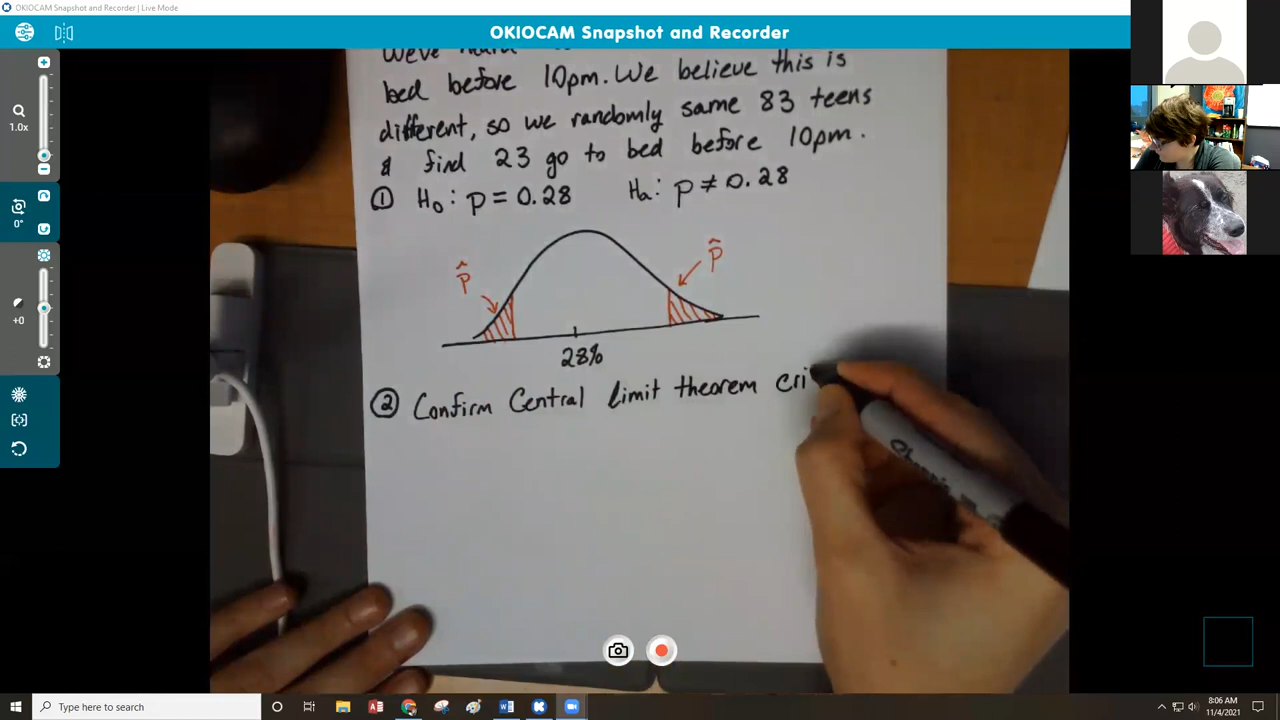 OKIOCAM Snapshot and Recorder | Live Mode
OKIOCAM Snapshot and Recorder
1.0x
0°
+0
We've
bed before 10pm. We believe this is
different, so we randomly same 83 teens
& find 23 go to bed before 10pm.
① H₀: p = 0.28 Hₐ: p ≠ 0.28
p̂ p̂
28%
② Confirm Central limit theorem cri
Sharpie
Type here to search
8:06 AM
11/4/2021